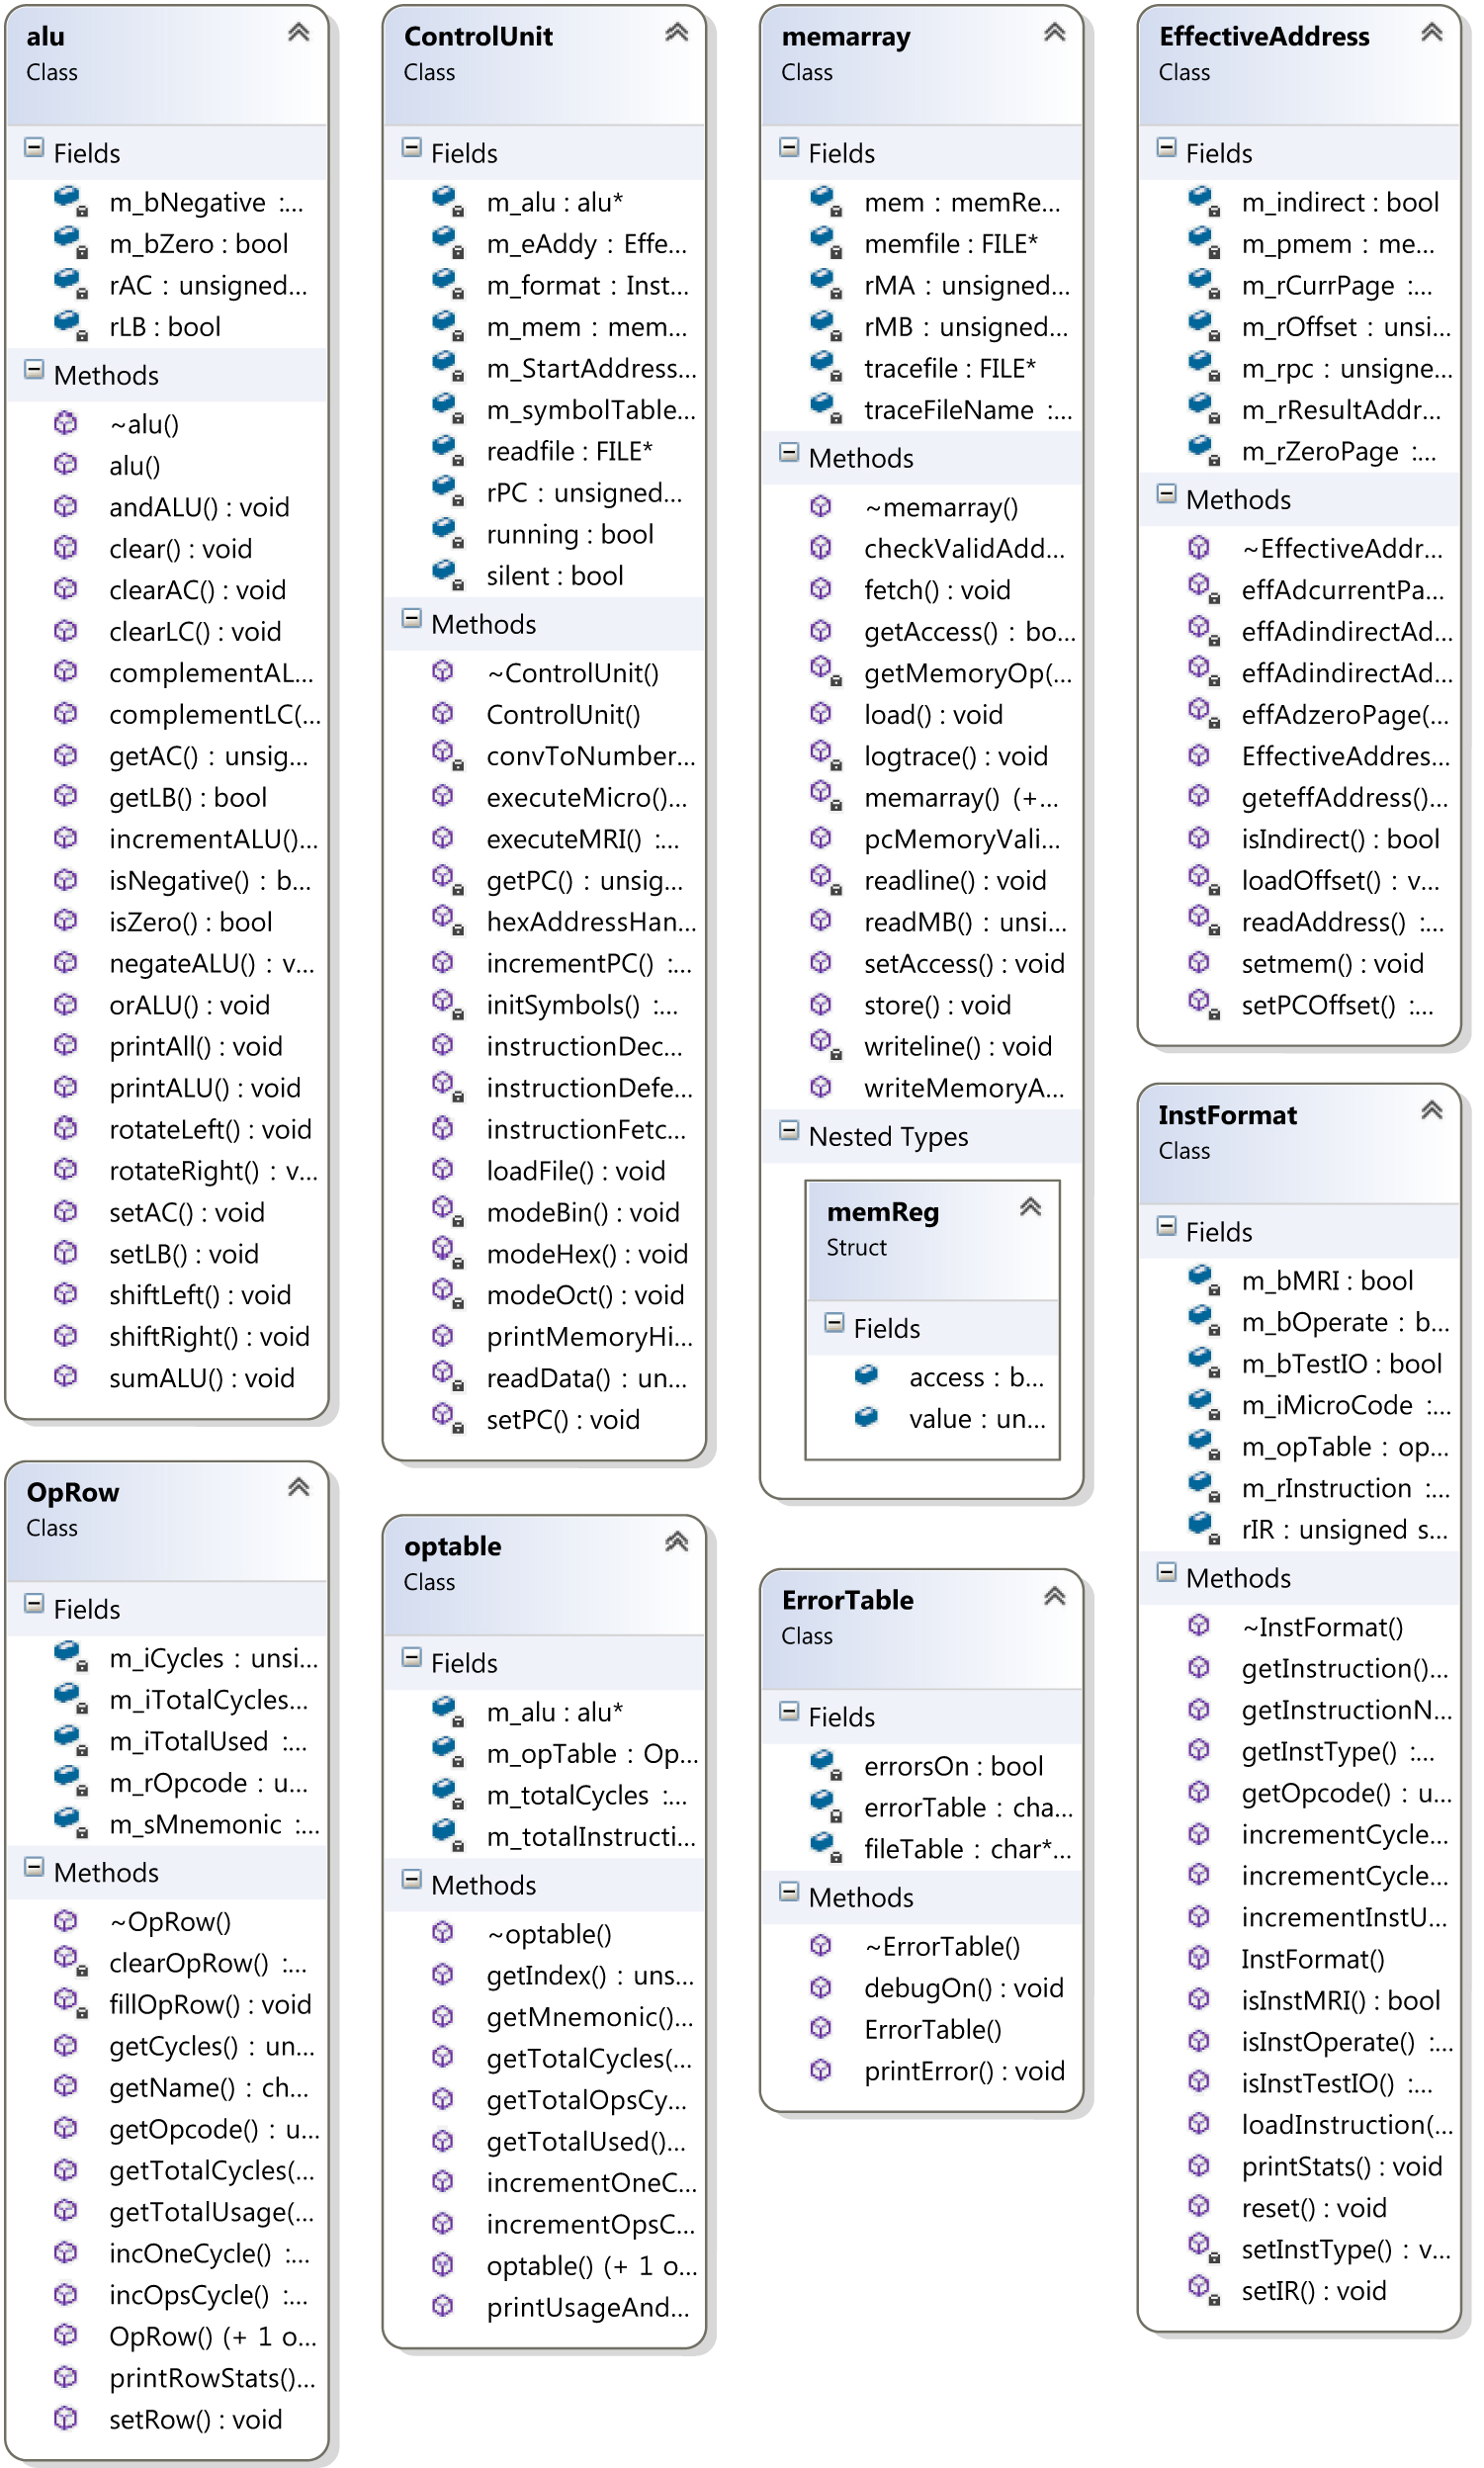 alu
Class
Fields
m_bNegative :...
m_bZero : bool
rAC : unsigned...
rLB : bool
Methods
~alu()
alu()
andALU() : void
clear() : void
clearAC() : void
clearLC() : void
complementAL...
complementLC(...
getAC() : unsig...
getLB() : bool
incrementALU()...
isNegative() : b...
isZero() : bool
negateALU() : v...
orALU() : void
printAll() : void
printALU() : void
rotateLeft() : void
rotateRight() : v...
setAC() : void
setLB() : void
shiftLeft() : void
shiftRight() : void
sumALU() : void
OpRow
Class
Fields
m_iCycles : unsi...
m_iTotalCycles...
m_iTotalUsed :...
m_rOpcode : u...
m_sMnemonic :...
Methods
~OpRow()
clearOpRow() :...
fillOpRow() : void
getCycles() : un...
getName() : ch...
getOpcode() : u...
getTotalCycles(...
getTotalUsage(...
incOneCycle() :...
incOpsCycle() :...
OpRow() (+ 1 o...
printRowStats()...
setRow() : void
ControlUnit
Class
Fields
m_alu : alu*
m_eAddy : Effe...
m_format : Inst...
m_mem : mem...
m_StartAddress...
m_symbolTable...
readfile : FILE*
rPC : unsigned...
running : bool
silent : bool
Methods
~ControlUnit()
ControlUnit()
convToNumber...
executeMicro()...
executeMRI() :...
getPC() : unsig...
hexAddressHan...
incrementPC() :...
initSymbols() :...
instructionDec...
instructionDefe...
instructionFetc...
loadFile() : void
modeBin() : void
modeHex() : void
modeOct() : void
printMemoryHi...
readData() : un...
setPC() : void
optable
Class
Fields
m_alu : alu*
m_opTable : Op...
m_totalCycles :...
m_totalInstructi...
Methods
~optable()
getIndex() : uns...
getMnemonic()...
getTotalCycles(...
getTotalOpsCy...
getTotalUsed()...
incrementOneC...
incrementOpsC...
optable() (+ 1 o...
printUsageAnd...
memarray
Class
Fields
mem : memRe...
memfile : FILE*
rMA : unsigned...
rMB : unsigned...
tracefile : FILE*
traceFileName :...
Methods
~memarray()
checkValidAdd...
fetch() : void
getAccess() : bo...
getMemoryOp(...
load() : void
logtrace() : void
memarray() (+...
pcMemoryVali...
readline() : void
readMB() : unsi...
setAccess() : void
store() : void
writeline() : void
writeMemoryA...
Nested Types
memReg
Struct
Fields
access : b...
value : un...
ErrorTable
Class
Fields
errorsOn : bool
errorTable : cha...
fileTable : char*...
Methods
~ErrorTable()
debugOn() : void
ErrorTable()
printError() : void
EffectiveAddress
Class
Fields
m_indirect : bool
m_pmem : me...
m_rCurrPage :...
m_rOffset : unsi...
m_rpc : unsigne...
m_rResultAddr...
m_rZeroPage :...
Methods
~EffectiveAddr...
effAdcurrentPa...
effAdindirectAd...
effAdindirectAd...
effAdzeroPage(...
EffectiveAddres...
geteffAddress()...
isIndirect() : bool
loadOffset() : v...
readAddress() :...
setmem() : void
setPCOffset() :...
InstFormat
Class
Fields
m_bMRI : bool
m_bOperate : b...
m_bTestIO : bool
m_iMicroCode :...
m_opTable : op...
m_rInstruction :...
rIR : unsigned s...
Methods
~InstFormat()
getInstruction()...
getInstructionN...
getInstType() :...
getOpcode() : u...
incrementCycle...
incrementCycle...
incrementInstU...
InstFormat()
isInstMRI() : bool
isInstOperate() :...
isInstTestIO() :...
loadInstruction(...
printStats() : void
reset() : void
setInstType() : v...
setIR() : void